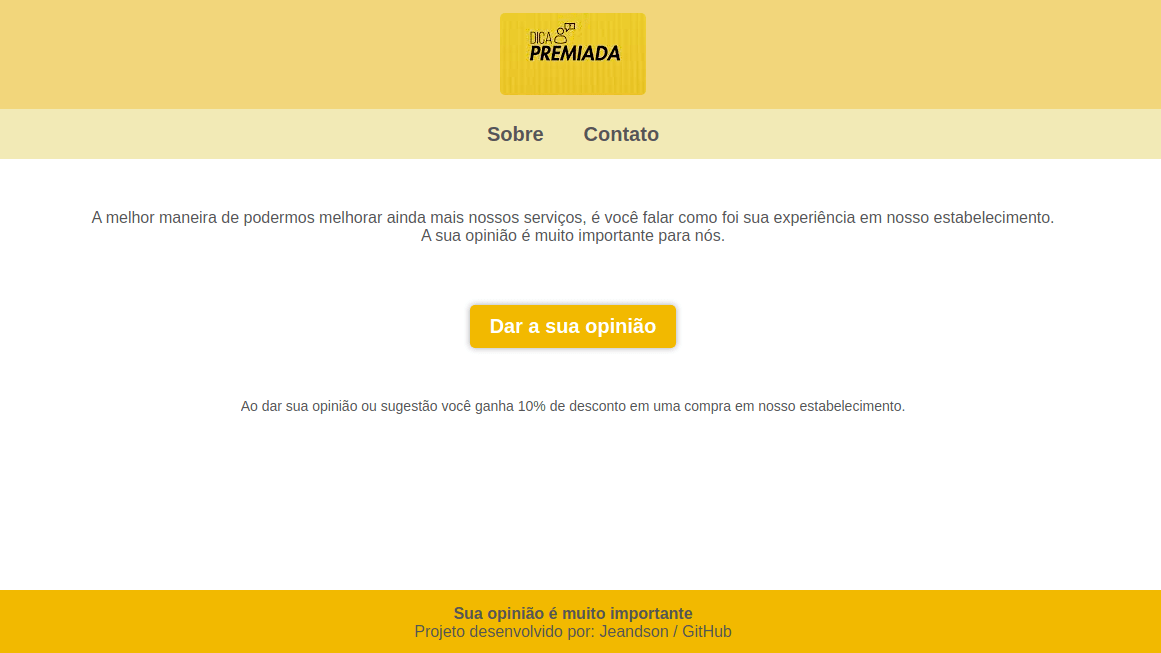 DICA
PREMIADA
Sobre Contato
A melhor maneira de podermos melhorar ainda mais nossos serviços, é você falar como foi sua experiência em nosso estabelecimento.
A sua opinião é muito importante para nós.
Dar a sua opinião
Ao dar sua opinião ou sugestão você ganha 10% de desconto em uma compra em nosso estabelecimento.
Sua opinião é muito importante
Projeto desenvolvido por: Jeandson / GitHub